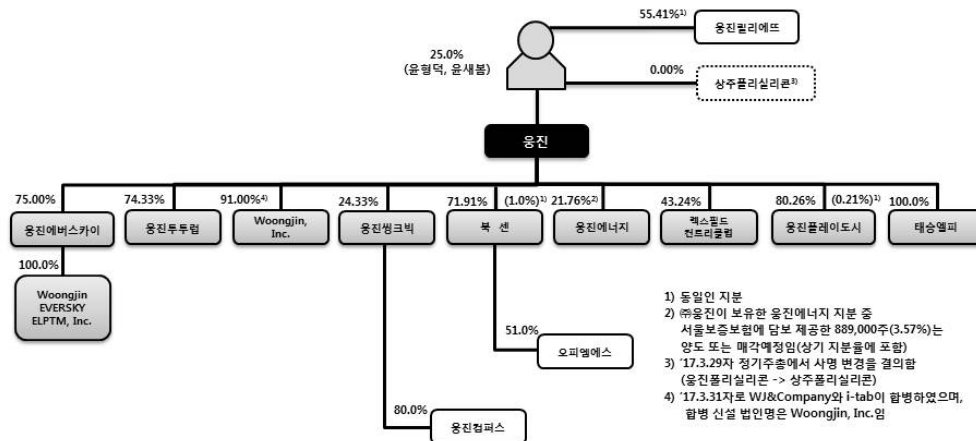 55.41%1)
웅진릴리에뜨
25.0%
(윤형덕, 윤새봄)
0.00%
상주폴리실리콘3)
웅진
75.00%
웅진에버스카이
74.33%
웅진투투럽
91.00%4)
Woongjin,
Inc.
24.33%
웅진씽크빅
71.91%
(1.0%)1)
북 센
21.76%2)
웅진에너지
43.24%
렉스필드
컨트리클럽
80.26%
(0.21%)1)
웅진플레이도시
100.0%
태승엘피
100.0%
Woongjin
EVERSKY
ELPTM, Inc.
51.0%
오피엠에스
80.0%
웅진컴퍼스
1) 동일인 지분
2) ㈜웅진이 보유한 웅진에너지 지분 중
서울보증보험에 담보 제공한 889,000주(3.57%)는
양도 또는 매각예정임(상기 지분율에 포함)
3) ‘17.3.29자 정기주총에서 사명 변경을 결의함
(웅진폴리실리콘 -> 상주폴리실리콘)
4) ‘17.3.31자로 WJ&Company와 i-tab이 합병하였으며,
합병 신설 법인명은 Woongjin, Inc.임